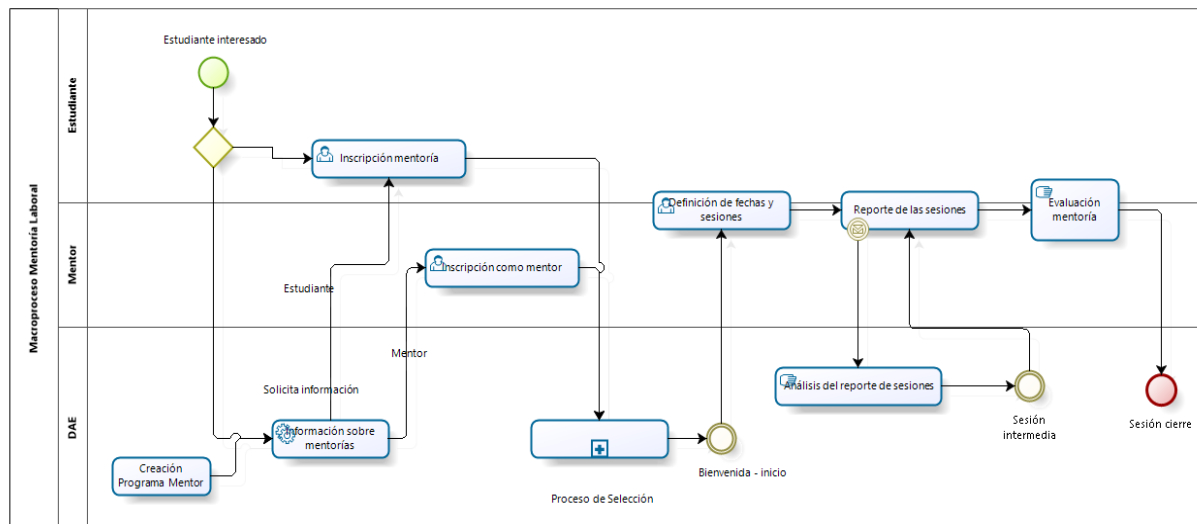 Macroproceso Mentoría Laboral
Estudiante
Estudiante interesado
Inscripción mentoría
Mentor
Definición de fechas y
sesiones
Reporte de las sesiones
Evaluación
mentoría
Inscripción como mentor
Estudiante
DAE
Mentor
Solicita información
Información sobre
mentorías
Creación
Programa Mentor
Proceso de Selección
Bienvenida - inicio
Análisis del reporte de sesiones
Sesión
intermedia
Sesión cierre